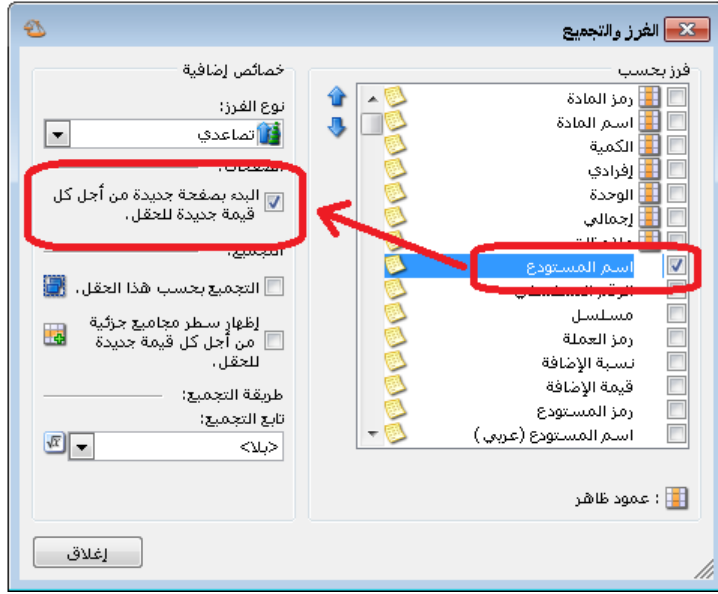 الفرز والتجميع
فرز بحسب
رمز المادة
اسم المادة
الكمية
إفرادي
الوحدة
إجمالي
اسم المستودع
مسلسل
رمز العملة
نسبة الإضافة
قيمة الإضافة
رمز المستودع
اسم المستودع (عربي)
: عمود ظاهر
خصائص إضافية
نوع الفرز:
تصاعدي
البدء بصفحة جديدة من أجل كل
قيمة جديدة للحقل.
التجميع:
التجميع بحسب هذا الحقل.
إظهار سطر مجاميع جزئية
من أجل كل قيمة جديدة
للحقل.
طريقة التجميع:
تابع التجميع:
<بلا>
إغلاق